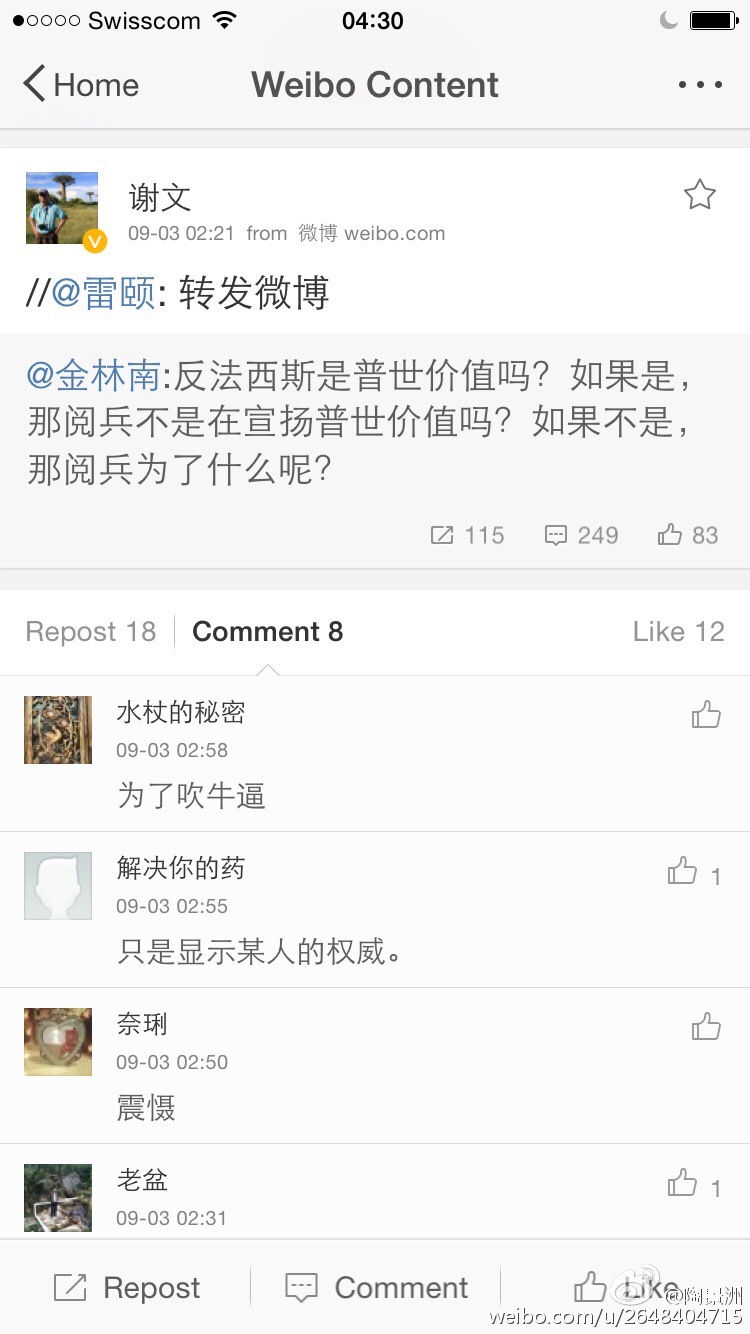 Swisscom 04:30
Home Weibo Content
谢文
09-03 02:21 from 微博 weibo.com
//@雷颐: 转发微博
@金林南:反法西斯是普世价值吗？如果是，
那阅兵不是在宣扬普世价值吗？如果不是，
那阅兵为了什么呢？
115 249 83
Repost 18 Comment 8 Like 12
水杖的秘密
09-03 02:58
为了吹牛逼
解决你的药
1
09-03 02:55
只是显示某人的权威。
奈琍
09-03 02:50
震慑
老盆
1
09-03 02:31
Repost Comment Like
@陶景洲
weibo.com/u/2648404715